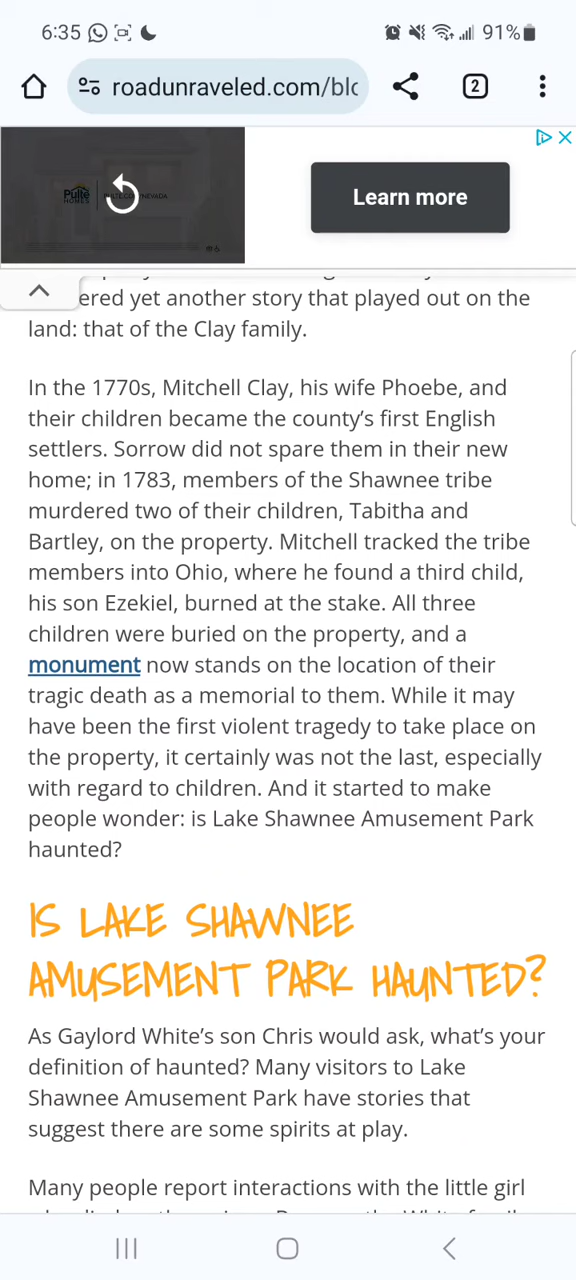 6:35
91%
roadunraveled.com/blc
2
Pulte
HOMES
NEVADA
Learn more
ered yet another story that played out on the
land: that of the Clay family.
In the 1770s, Mitchell Clay, his wife Phoebe, and
their children became the county’s first English
settlers. Sorrow did not spare them in their new
home; in 1783, members of the Shawnee tribe
murdered two of their children, Tabitha and
Bartley, on the property. Mitchell tracked the tribe
members into Ohio, where he found a third child,
his son Ezekiel, burned at the stake. All three
children were buried on the property, and a
monument now stands on the location of their
tragic death as a memorial to them. While it may
have been the first violent tragedy to take place on
the property, it certainly was not the last, especially
with regard to children. And it started to make
people wonder: is Lake Shawnee Amusement Park
haunted?
IS LAKE SHAWNEE
AMUSEMENT PARK HAUNTED?
As Gaylord White’s son Chris would ask, what’s your
definition of haunted? Many visitors to Lake
Shawnee Amusement Park have stories that
suggest there are some spirits at play.
Many people report interactions with the little girl